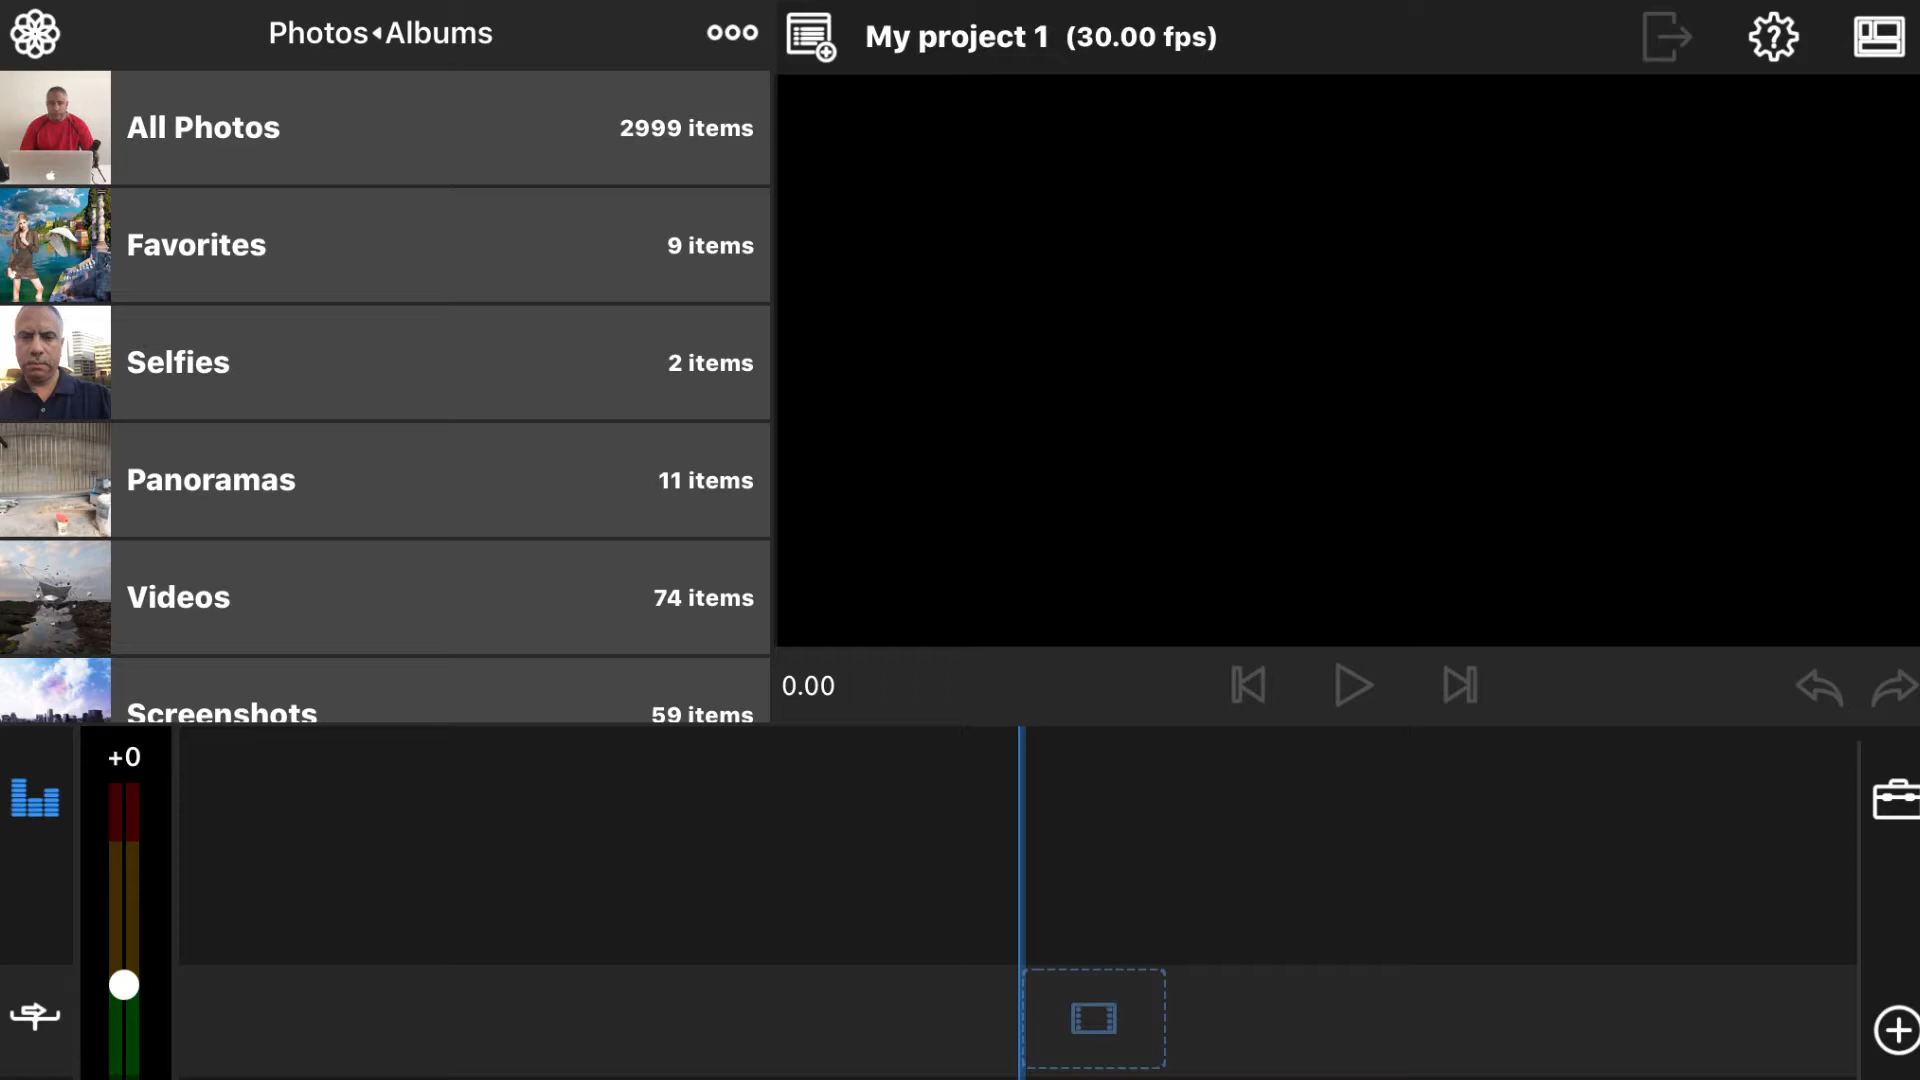 Photos◂Albums
My project 1 (30.00 fps)
All Photos 2999 items
Favorites 9 items
Selfies 2 items
Panoramas 11 items
Videos 74 items
Screenshots 59 items
0.00
+0